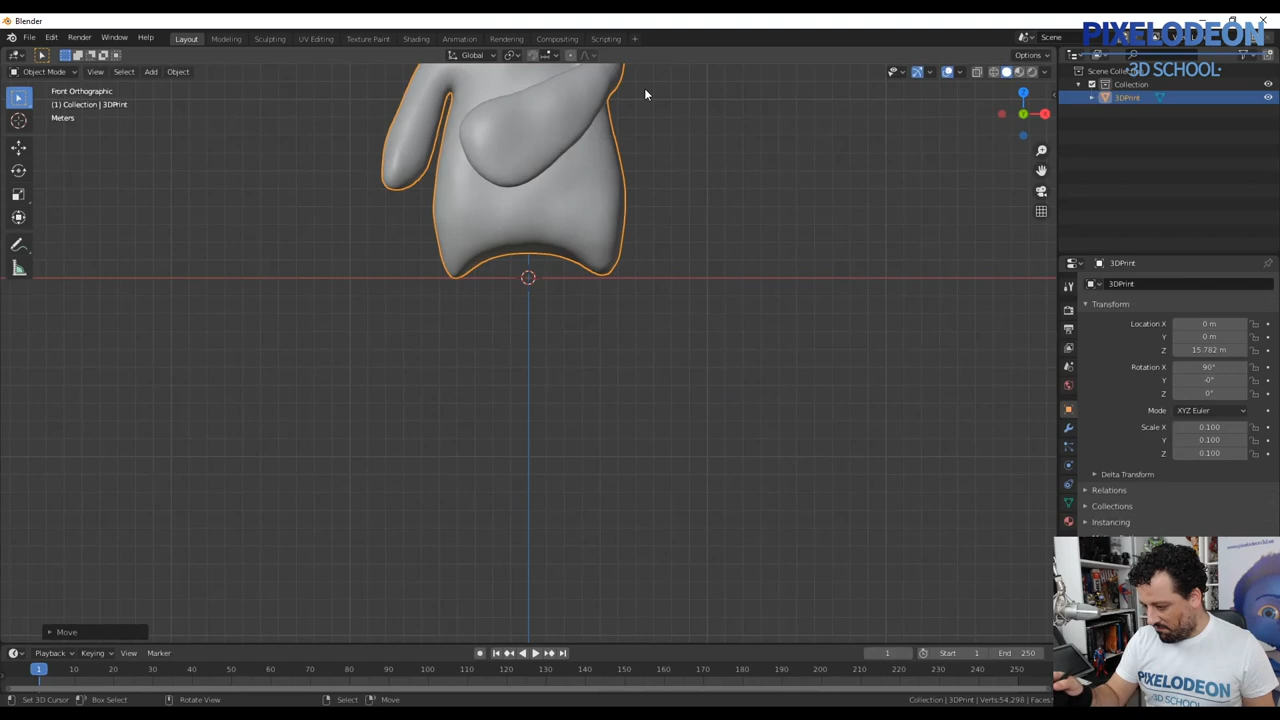 Blender
PIXELODEON
3D SCHOOL
File Edit Render Window Help Layout Modeling Sculpting UV Editing Texture Paint Shading Animation Rendering Compositing Scripting + Scene
Global Options
Object Mode View Select Add Object
Scene Collection
Collection
3DPrint
Front Orthographic
(1) Collection | 3DPrint
Meters
Z
Y
X
3DPrint
3DPrint
Transform
Location X 0 m
Y 0 m
Z 15.782 m
Rotation X 90°
Y -0°
Z 0°
Mode XYZ Euler
Scale X 0.100
Y 0.100
Z 0.100
Delta Transform
Relations
Collections
Instancing
Move
Playback Keying View Marker 1 Start 1 End 250
1 10 20 30 40 50 60 70 80 90 100 110 120 130 140 150 160 170 180 190 200 210 220 230 240 250
Set 3D Cursor Box Select Rotate View Select Move Collection | 3DPrint | Verts:54,298 | Faces:
PIXELODEON
3D SCHOOL